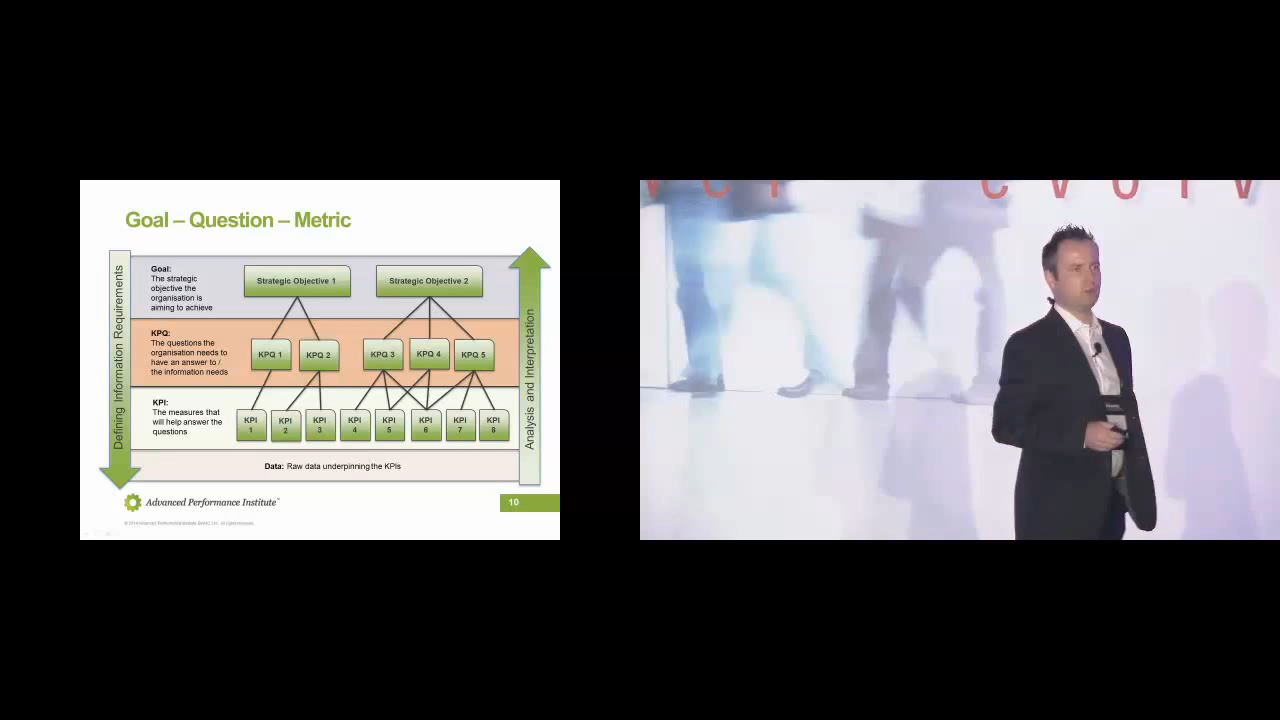 Goal – Question – Metric
Defining Information Requirements
Goal:
The strategic
objective the
organisation is
aiming to achieve
Strategic Objective 1
Strategic Objective 2
KPQ:
The questions the
organisation needs to
have an answer to /
the information needs
KPQ 1
KPQ 2
KPQ 3
KPQ 4
KPQ 5
KPI:
The measures that
will help answer the
questions
KPI
1
KPI
2
KPI
3
KPI
4
KPI
5
KPI
6
KPI
7
KPI
8
Data: Raw data underpinning the KPIs
Analysis and Interpretation
Advanced Performance Institute™
10